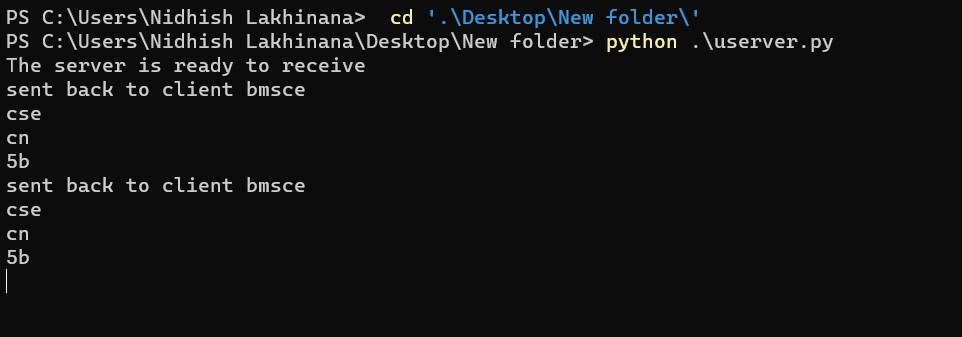 PS C:\Users\Nidhish Lakhinana>  cd '.\Desktop\New folder\'
PS C:\Users\Nidhish Lakhinana\Desktop\New folder> python .\userver.py
The server is ready to receive
sent back to client bmsce
cse
cn
5b
sent back to client bmsce
cse
cn
5b